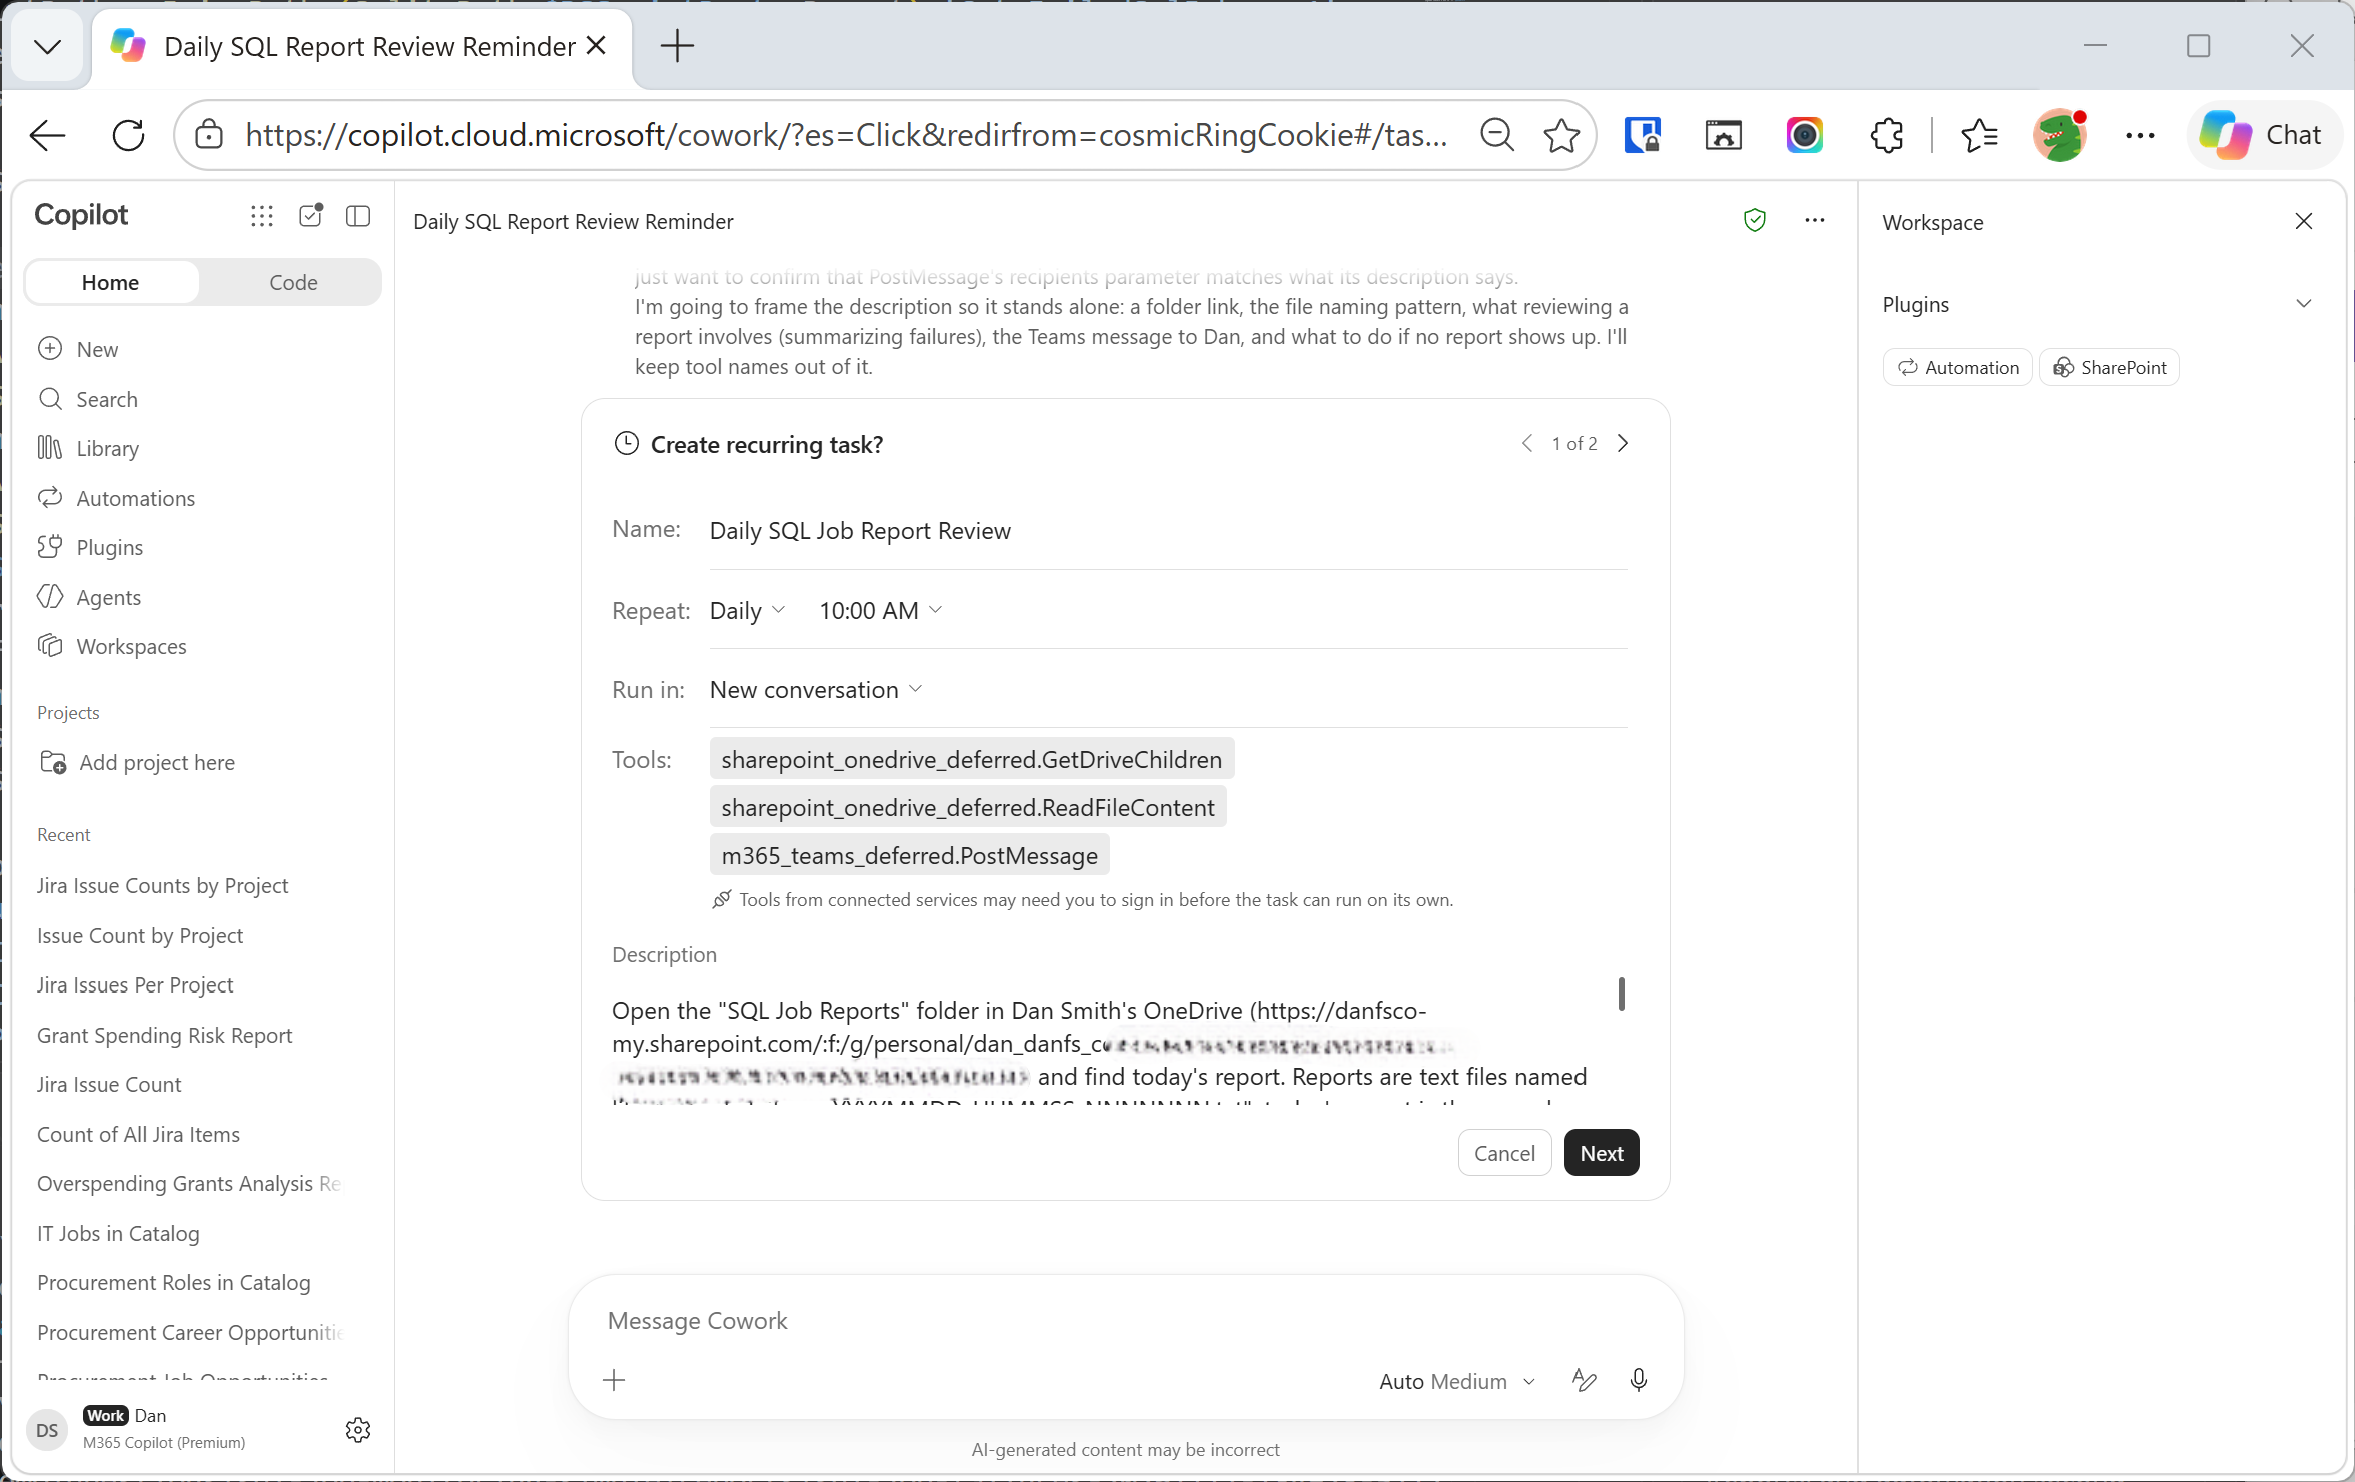 Daily SQL Report Review Reminder
https://copilot.cloud.microsoft/cowork/?es=Click&redirfrom=cosmicRingCookie#/tas...
Chat
Copilot
Home
Code
New
Search
Library
Automations
Plugins
Agents
Workspaces
Projects
Add project here
Recent
Jira Issue Counts by Project
Issue Count by Project
Jira Issues Per Project
Grant Spending Risk Report
Jira Issue Count
Count of All Jira Items
Overspending Grants Analysis Re
IT Jobs in Catalog
Procurement Roles in Catalog
Procurement Career Opportunitie
Procurement Job Opportunities
DS
Work Dan
M365 Copilot (Premium)
Daily SQL Report Review Reminder
just want to confirm that PostMessage's recipients parameter matches what its description says.
I'm going to frame the description so it stands alone: a folder link, the file naming pattern, what reviewing a
report involves (summarizing failures), the Teams message to Dan, and what to do if no report shows up. I'll
keep tool names out of it.
Create recurring task?
1 of 2
Name: Daily SQL Job Report Review
Repeat: Daily 10:00 AM
Run in: New conversation
Tools: sharepoint_onedrive_deferred.GetDriveChildren
sharepoint_onedrive_deferred.ReadFileContent
m365_teams_deferred.PostMessage
Tools from connected services may need you to sign in before the task can run on its own.
Description
Open the "SQL Job Reports" folder in Dan Smith's OneDrive (https://danfsco-
my.sharepoint.com/:f:/g/personal/dan_danfs_c
and find today's report. Reports are text files named
Cancel
Next
Message Cowork
Auto Medium
AI-generated content may be incorrect
Workspace
Plugins
Automation
SharePoint